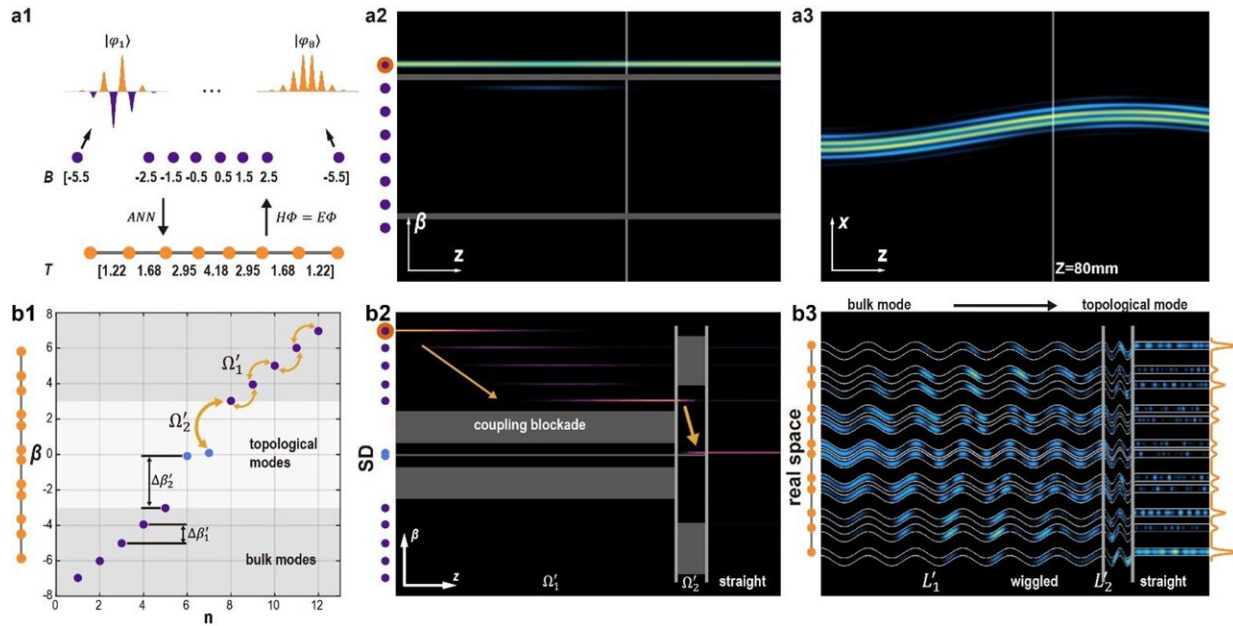 a1
|φ₁⟩ ... |φ₈⟩
B [-5.5 -2.5 -1.5 -0.5 0.5 1.5 2.5 -5.5]
ANN HΦ = EΦ
T [1.22 1.68 2.95 4.18 2.95 1.68 1.22]
a2
β
z
a3
x
z
Z=80mm
b1
8
6
4
2
0
-2
-4
-6
-8
β
Ω′₁
Ω′₂
topological
modes
Δβ′₂
Δβ′₁
bulk modes
0 2 4 6 8 10 12
n
b2
SD
coupling blockade
β
z
Ω′₁ Ω′₂ straight
b3
bulk mode topological mode
real space
L′₁ wiggled L′₂ straight